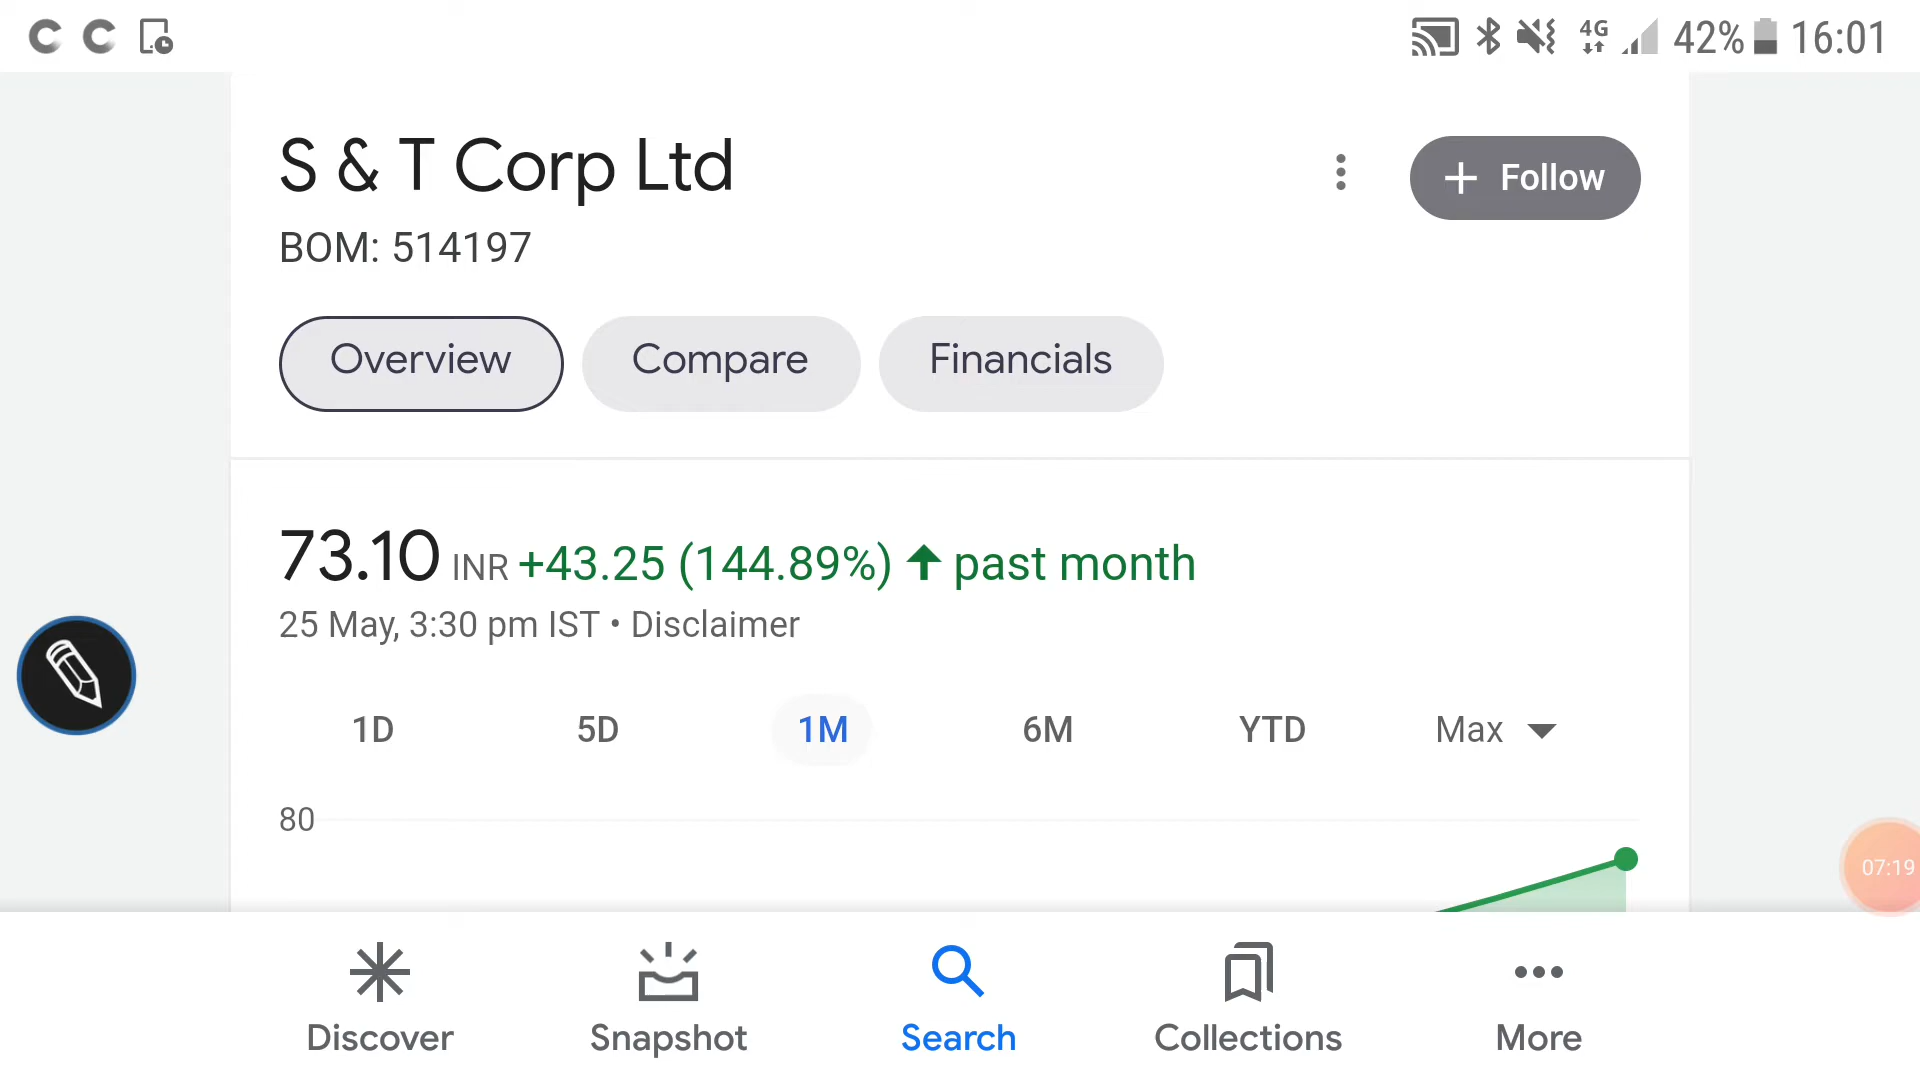 4G 42% 16:01
S & T Corp Ltd
+ Follow
BOM: 514197
Overview Compare Financials
73.10 INR +43.25 (144.89%) ↑ past month
25 May, 3:30 pm IST • Disclaimer
1D 5D 1M 6M YTD Max
80
07:19
Discover Snapshot Search Collections More